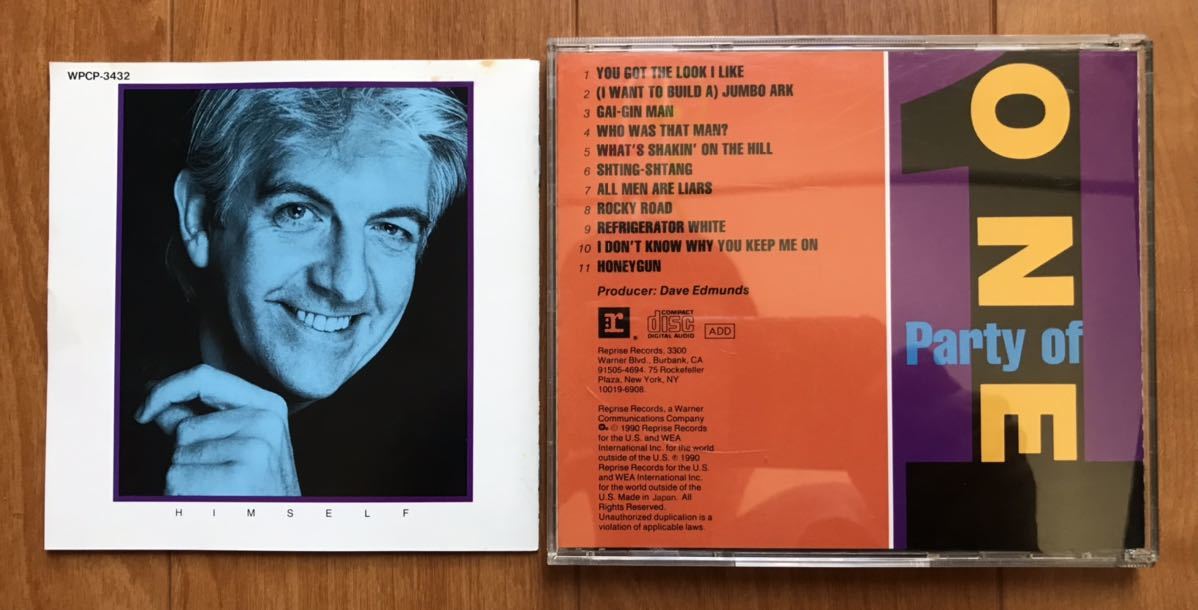 WPCP-3432
HIMSELF
1 YOU GOT THE LOOK I LIKE
2 (I WANT TO BUILD A) JUMBO ARK
3 GAI-GIN MAN
4 WHO WAS THAT MAN?
5 WHAT'S SHAKIN' ON THE HILL
6 SHTING-SHTANG
7 ALL MEN ARE LIARS
8 ROCKY ROAD
9 REFRIGERATOR WHITE
10 I DON'T KNOW WHY YOU KEEP ME ON
11 HONEYGUN
Producer: Dave Edmunds
r ®
COMPACT
disc
DIGITAL AUDIO
ADD
Reprise Records, 3300
Warner Blvd., Burbank, CA
91505-4694. 75 Rockefeller
Plaza, New York, NY
10019-6908.
Reprise Records, a Warner
Communications Company
© 1990 Reprise Records
for the U.S. and WEA
International Inc. for the world
outside of the U.S. ℗ 1990
Reprise Records for the U.S.
and WEA International Inc.
for the world outside of the
U.S. Made in Japan. All
Rights Reserved.
Unauthorized duplication is a
violation of applicable laws.
1
Party of
ONE